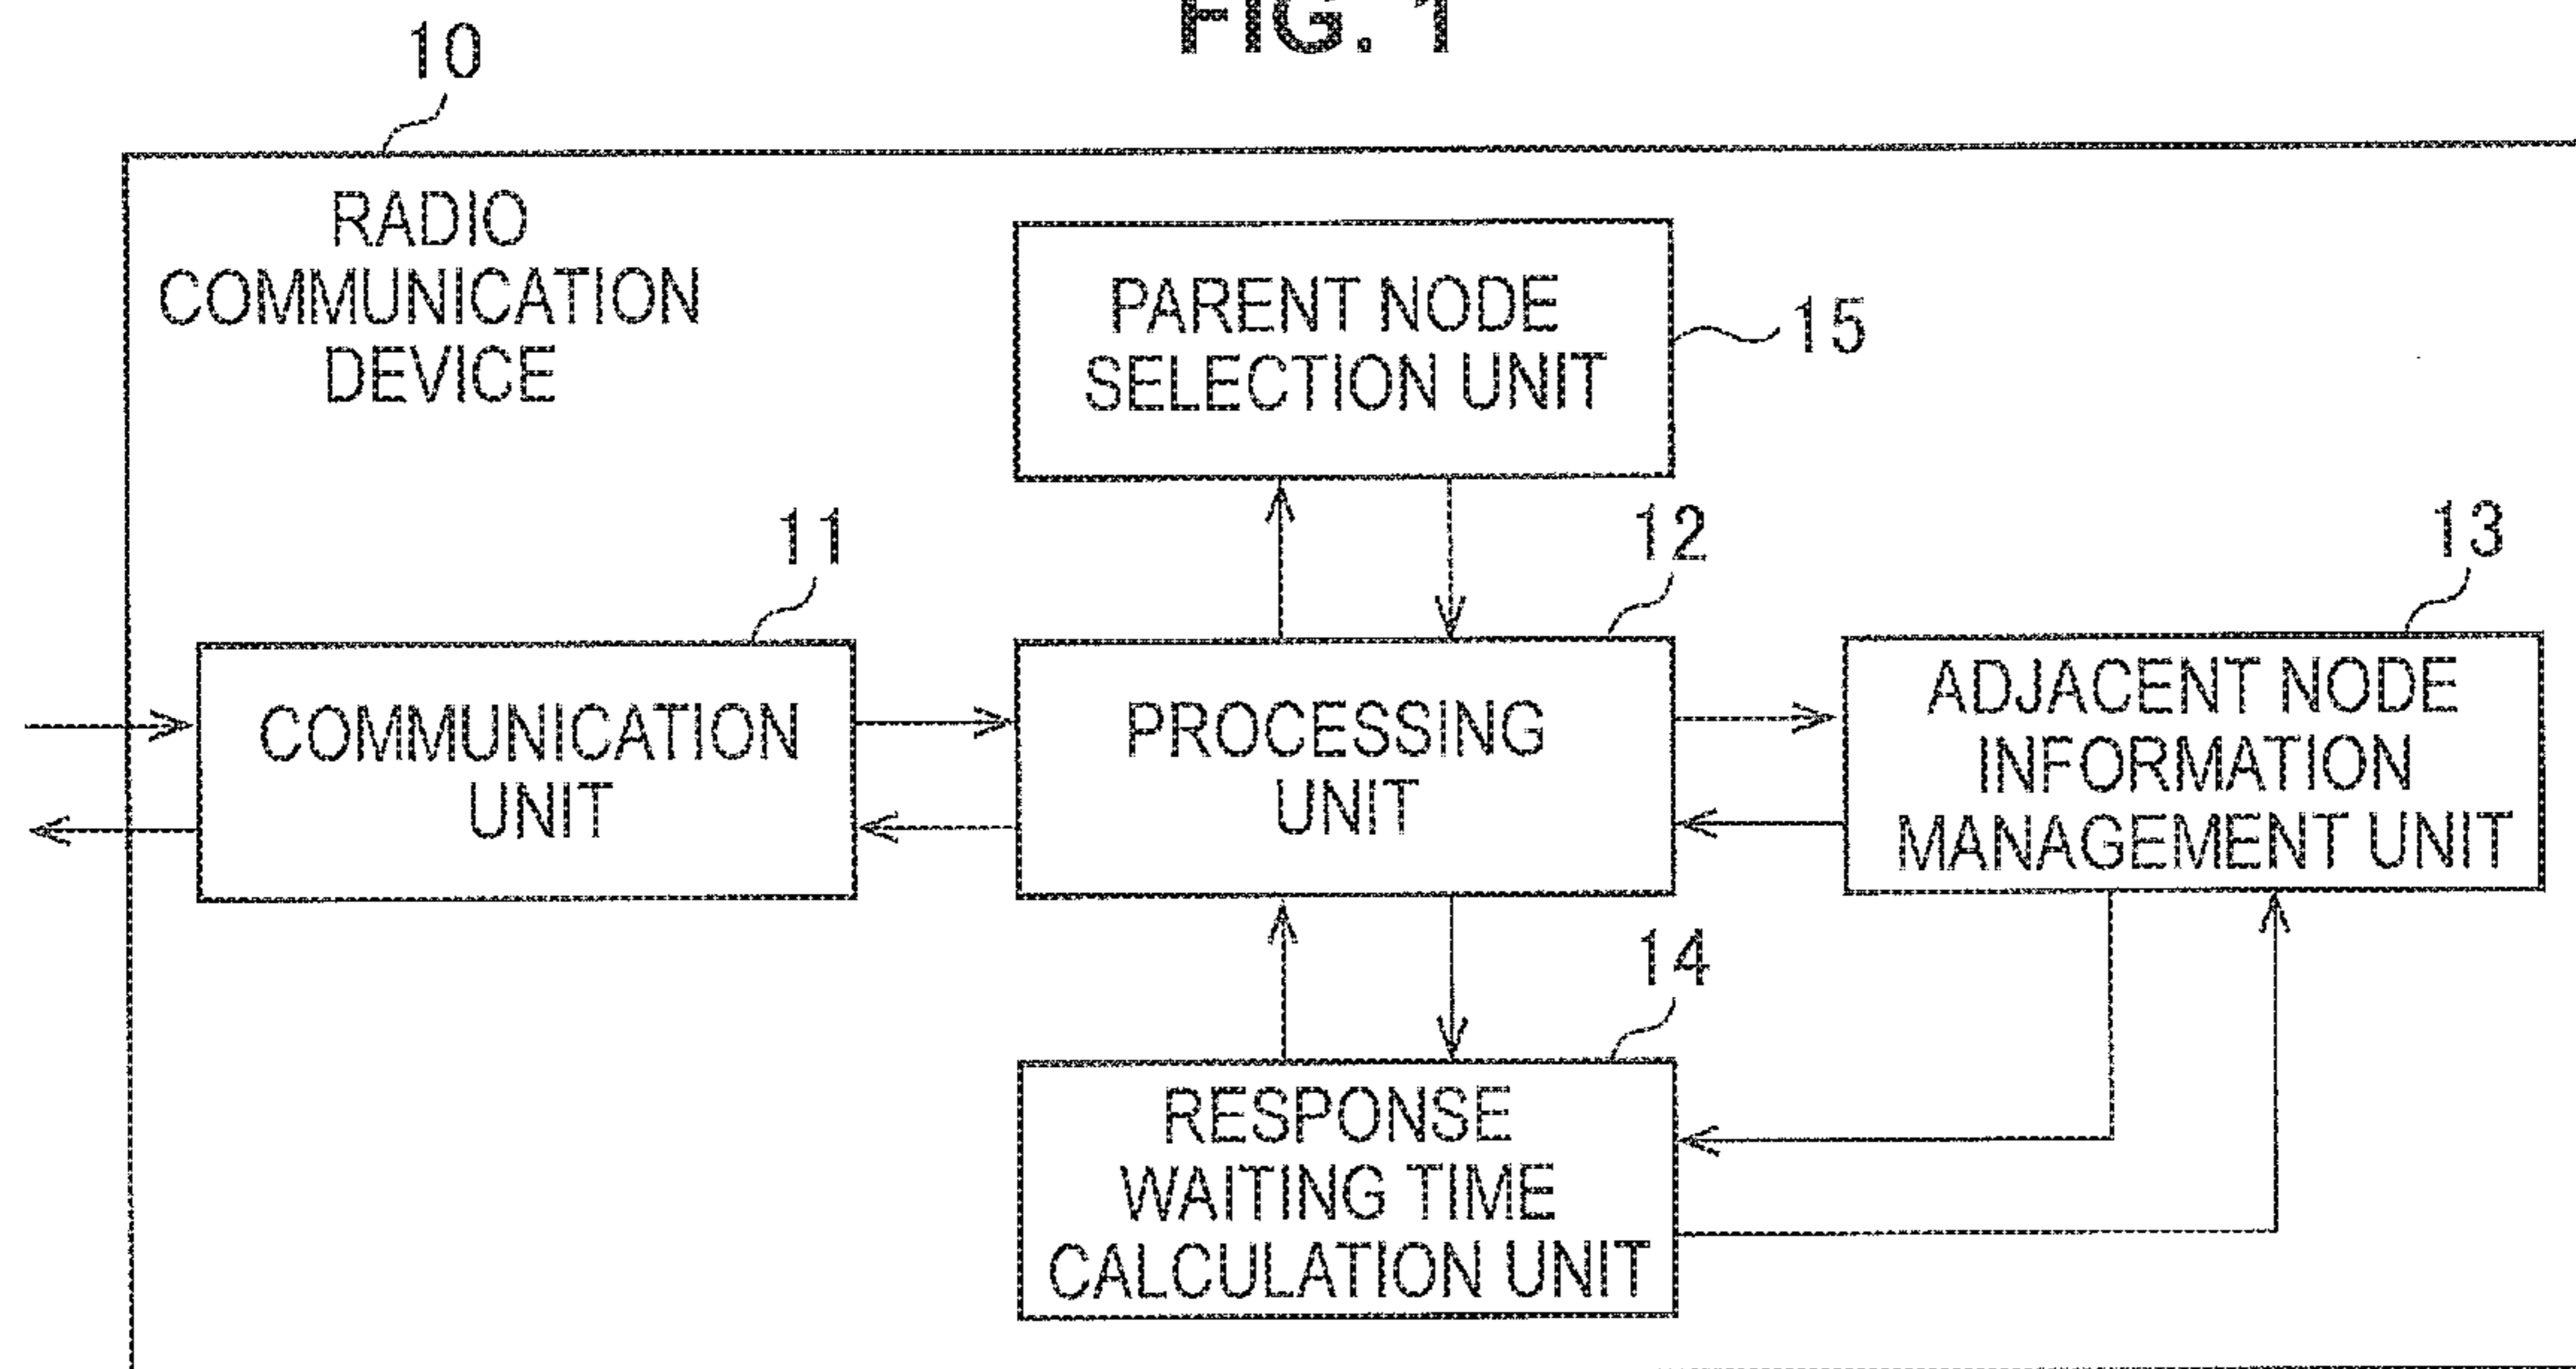 FIG. 1
10
RADIO
COMMUNICATION
DEVICE
PARENT NODE
SELECTION UNIT
15
11
12
13
COMMUNICATION
UNIT
PROCESSING
UNIT
ADJACENT NODE
INFORMATION
MANAGEMENT UNIT
14
RESPONSE
WAITING TIME
CALCULATION UNIT